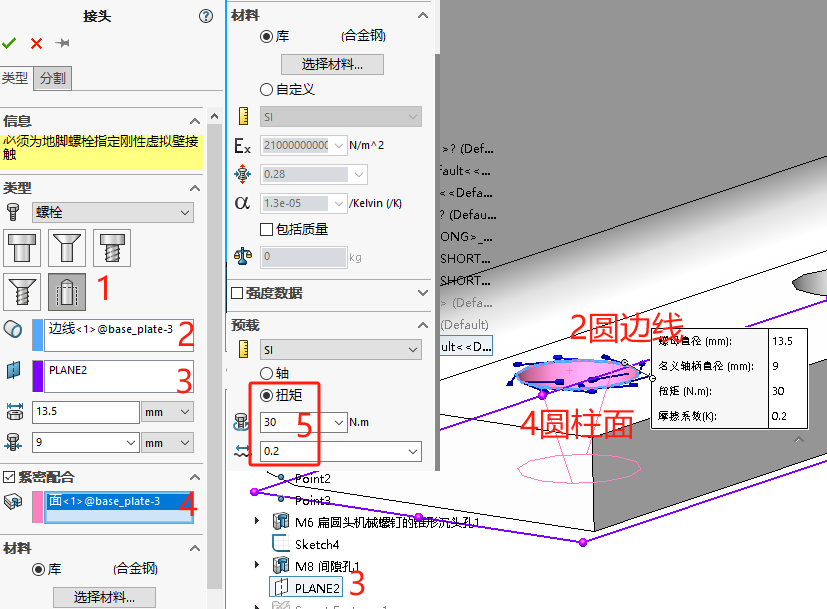 接头
类型
分割
信息
必须为地脚螺栓指定刚性虚拟壁接
触
类型
螺栓
1
边线<1>@base_plate-3
2
PLANE2
3
13.5
mm
9
mm
紧密配合
面<1>@base_plate-3
4
材料
库
(合金钢)
选择材料...
材料
库
(合金钢)
选择材料...
自定义
SI
Ex
21000000000
N/m^2
0.28
α
1.3e-05
/Kelvin (/K)
包括质量
0
kg
强度数据
预载
SI
轴
扭矩
30
N.m
5
0.2
>? (Def...
Fault<<...
<<Defa...
? (Defau...
ONG>_...
SHORT...
SHORT...
> (Defa...
(Default)
ult<<D...
2圆边线
4圆柱面
螺母直径 (mm):
13.5
名义轴柄直径 (mm):
9
扭矩 (N.m):
30
摩擦系数(K):
0.2
Point2
Point3
M6 扁圆头机械螺钉的锥形沉头孔1
Sketch4
M8 间隙孔1
PLANE2
3